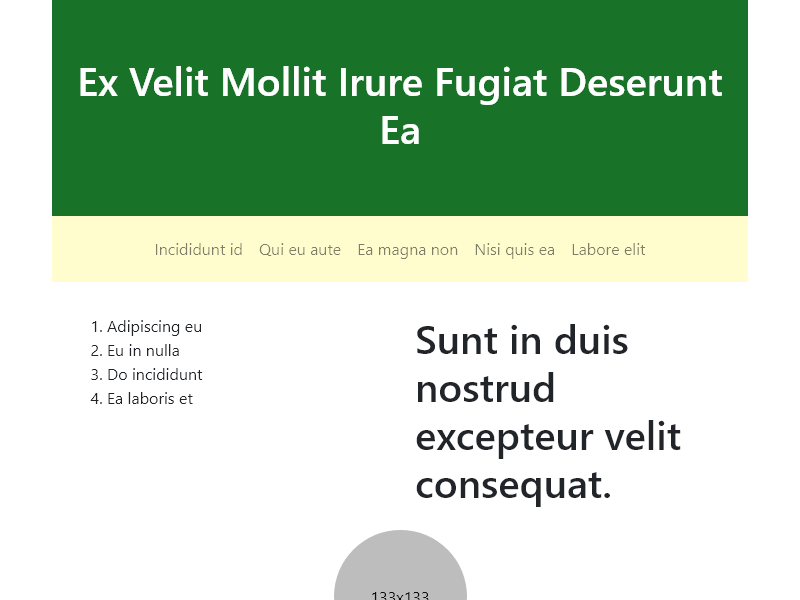 Ex Velit Mollit Irure Fugiat Deserunt
Ea
Incididunt id Qui eu aute Ea magna non Nisi quis ea Labore elit
1. Adipiscing eu
2. Eu in nulla
3. Do incididunt
4. Ea laboris et
Sunt in duis
nostrud
excepteur velit
consequat.
133x133